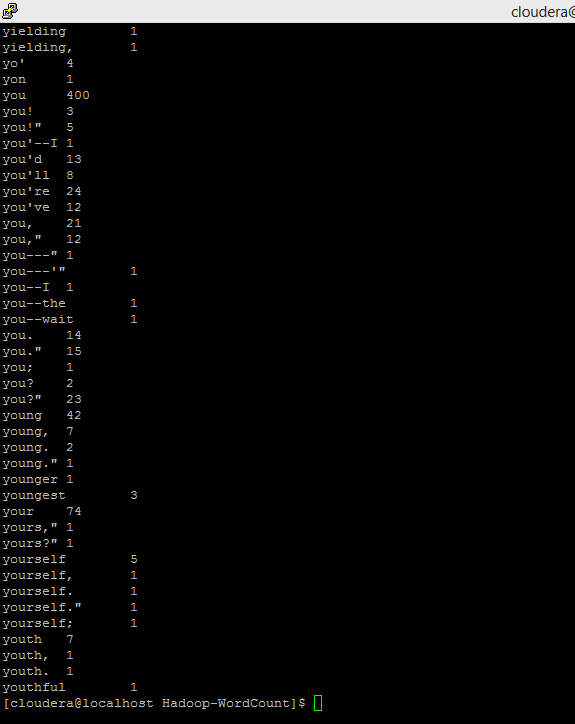 cloudera@
yielding 1
yielding, 1
yo' 4
yon 1
you 400
you! 3
you!" 5
you'--I 1
you'd 13
you'll 8
you're 24
you've 12
you, 21
you," 12
you---" 1
you---'" 1
you--I 1
you--the 1
you--wait 1
you. 14
you." 15
you; 1
you? 2
you?" 23
young 42
young, 7
young. 2
young." 1
younger 1
youngest 3
your 74
yours," 1
yours?" 1
yourself 5
yourself, 1
yourself. 1
yourself." 1
yourself; 1
youth 7
youth, 1
youth. 1
youthful 1
[cloudera@localhost Hadoop-WordCount]$